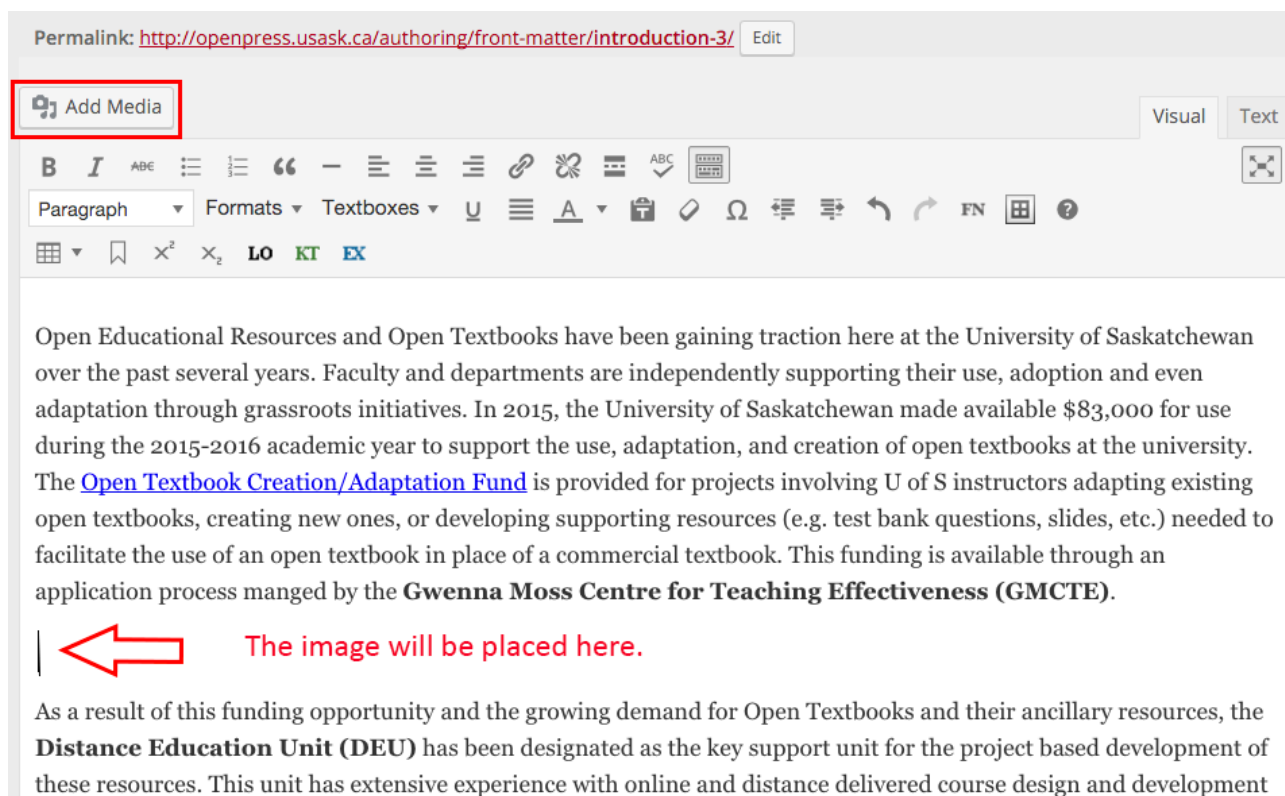 Permalink: http://openpress.usask.ca/authoring/front-matter/introduction-3/ Edit
Add Media
Visual Text
B I ABE “ ABC
Paragraph Formats Textboxes U A T Ω FN ?
x² x₂ LO KT EX
Open Educational Resources and Open Textbooks have been gaining traction here at the University of Saskatchewan
over the past several years. Faculty and departments are independently supporting their use, adoption and even
adaptation through grassroots initiatives. In 2015, the University of Saskatchewan made available $83,000 for use
during the 2015-2016 academic year to support the use, adaptation, and creation of open textbooks at the university.
The Open Textbook Creation/Adaptation Fund is provided for projects involving U of S instructors adapting existing
open textbooks, creating new ones, or developing supporting resources (e.g. test bank questions, slides, etc.) needed to
facilitate the use of an open textbook in place of a commercial textbook. This funding is available through an
application process manged by the Gwenna Moss Centre for Teaching Effectiveness (GMCTE).
The image will be placed here.
As a result of this funding opportunity and the growing demand for Open Textbooks and their ancillary resources, the
Distance Education Unit (DEU) has been designated as the key support unit for the project based development of
these resources. This unit has extensive experience with online and distance delivered course design and development